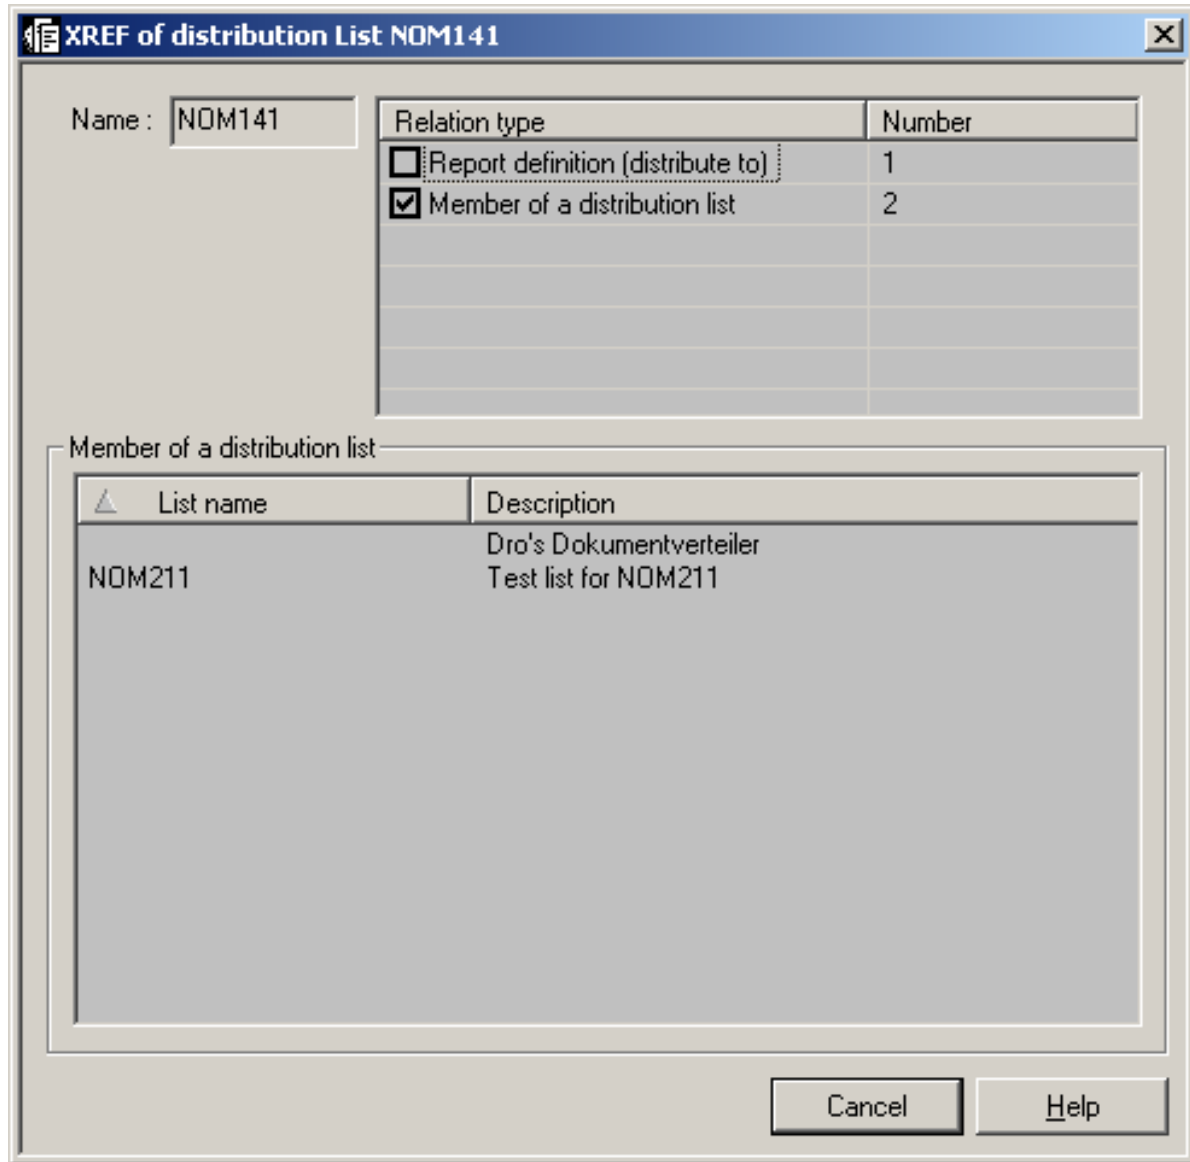 XREF of distribution List NOM141
Name : NOM141
Relation type Number
Report definition (distribute to) 1
Member of a distribution list 2
Member of a distribution list
List name Description
Dro's Dokumentverteiler
NOM211 Test list for NOM211
Cancel Help